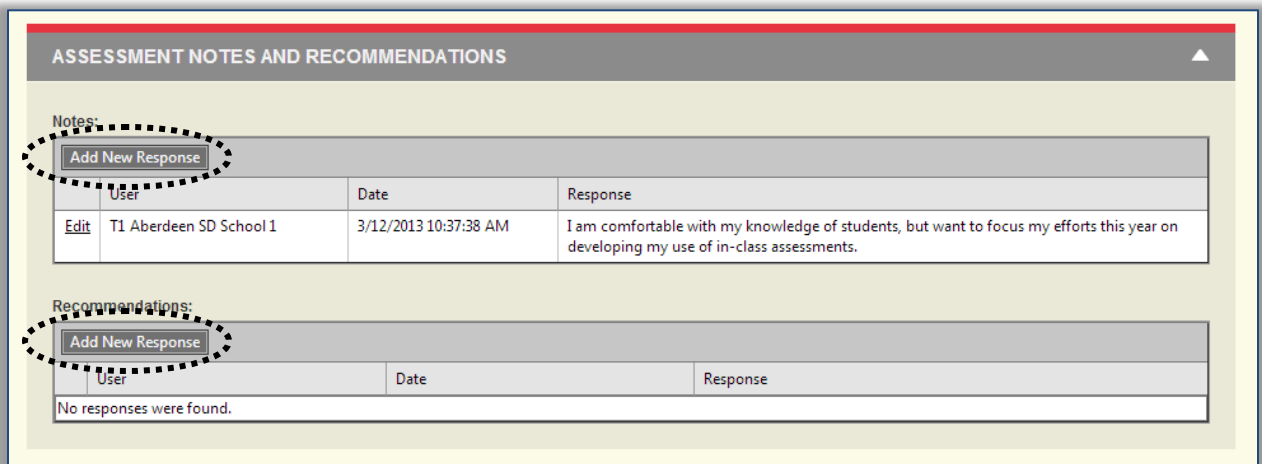 ASSESSMENT NOTES AND RECOMMENDATIONS
Notes:
Add New Response
User Date Response
Edit T1 Aberdeen SD School 1 3/12/2013 10:37:38 AM I am comfortable with my knowledge of students, but want to focus my efforts this year on
developing my use of in-class assessments.
Recommendations:
Add New Response
User Date Response
No responses were found.